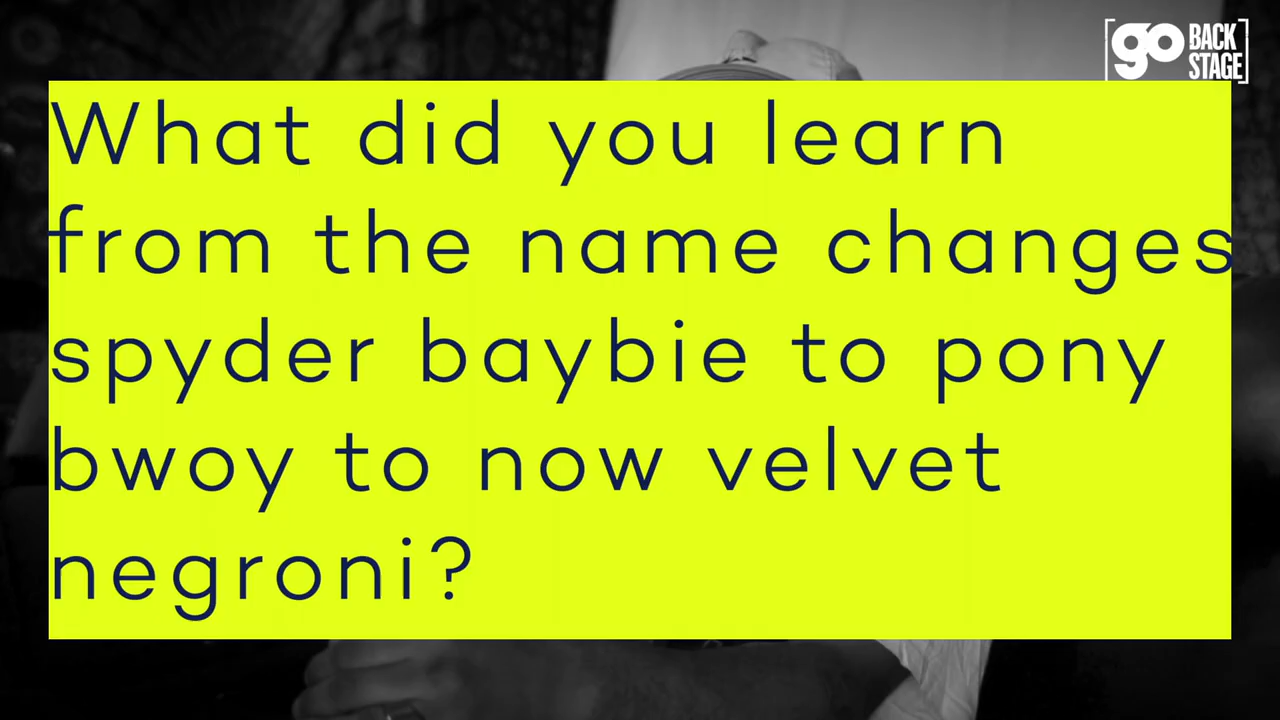 go BACK
STAGE
What did you learn
from the name changes
spyder baybie to pony
bwoy to now velvet
negroni?